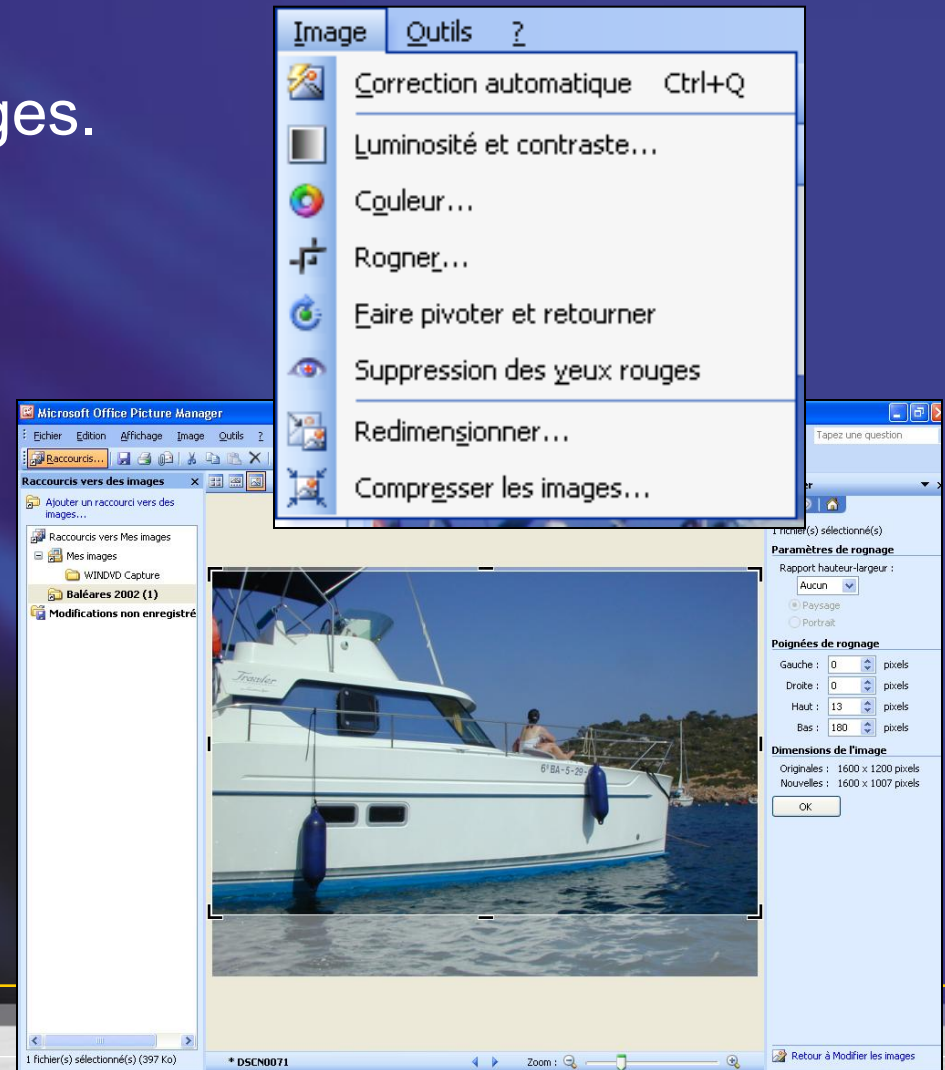 ges.
Image Outils ?
Correction automatique Ctrl+Q
Luminosité et contraste...
Couleur...
Rogner...
Faire pivoter et retourner
Suppression des yeux rouges
Redimensionner...
Compresser les images...
Microsoft Office Picture Manager
Fichier Edition Affichage Image Outils ?
Tapez une question
Raccourcis...
Raccourcis vers des images
Ajouter un raccourci vers des
images...
Raccourcis vers Mes images
Mes images
WINDVD Capture
Baléares 2002 (1)
Modifications non enregistré
1 fichier(s) sélectionné(s)
Paramètres de rognage
Rapport hauteur-largeur :
Aucun
Paysage
Portrait
Poignées de rognage
Gauche : 0 pixels
Droite : 0 pixels
Haut : 13 pixels
Bas : 180 pixels
Dimensions de l'image
Originales : 1600 x 1200 pixels
Nouvelles : 1600 x 1007 pixels
OK
Trawler
6ª BA-5-29-
1 fichier(s) sélectionné(s) (397 Ko)
* DSCN0071
Zoom :
Retour à Modifier les images